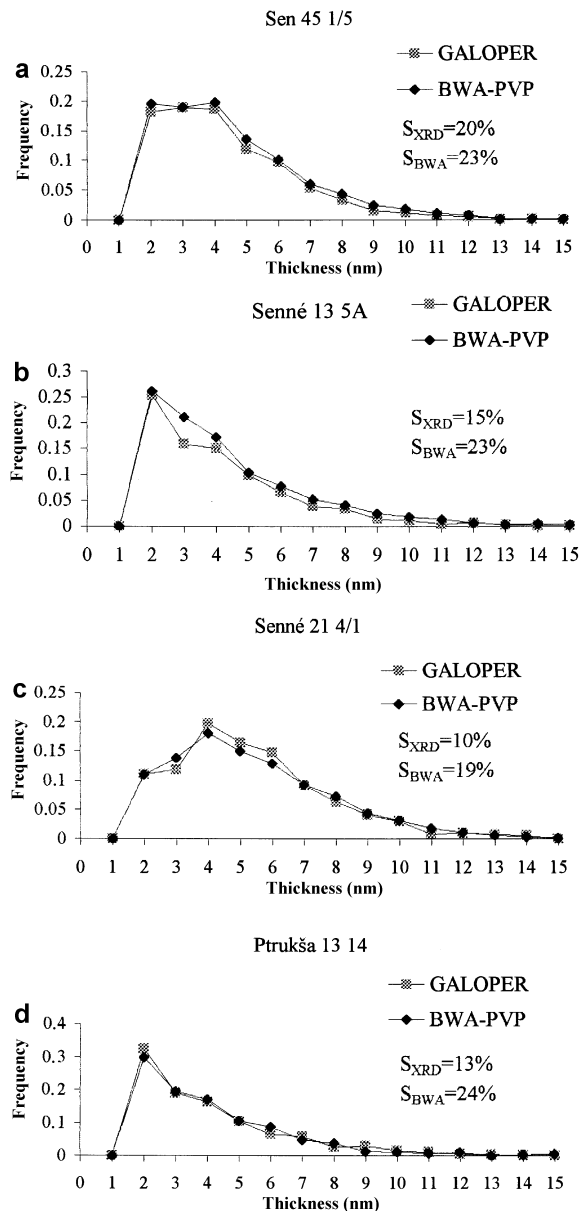 Sen 45 1/5
a
GALOPER
BWA-PVP
S_XRD=20%
S_BWA=23%
Frequency
0.25
0.2
0.15
0.1
0.05
0
0 1 2 3 4 5 6 7 8 9 10 11 12 13 14 15
Thickness (nm)
Senné 13 5A
b
GALOPER
BWA-PVP
S_XRD=15%
S_BWA=23%
Frequency
0.3
0.25
0.2
0.15
0.1
0.05
0
0 1 2 3 4 5 6 7 8 9 10 11 12 13 14 15
Thickness (nm)
Senné 21 4/1
c
GALOPER
BWA-PVP
S_XRD=10%
S_BWA=19%
Frequency
0.25
0.2
0.15
0.1
0.05
0
0 1 2 3 4 5 6 7 8 9 10 11 12 13 14 15
Thickness (nm)
Ptrukša 13 14
d
GALOPER
BWA-PVP
S_XRD=13%
S_BWA=24%
Frequency
0.4
0.3
0.2
0.1
0
0 1 2 3 4 5 6 7 8 9 10 11 12 13 14 15
Thickness (nm)